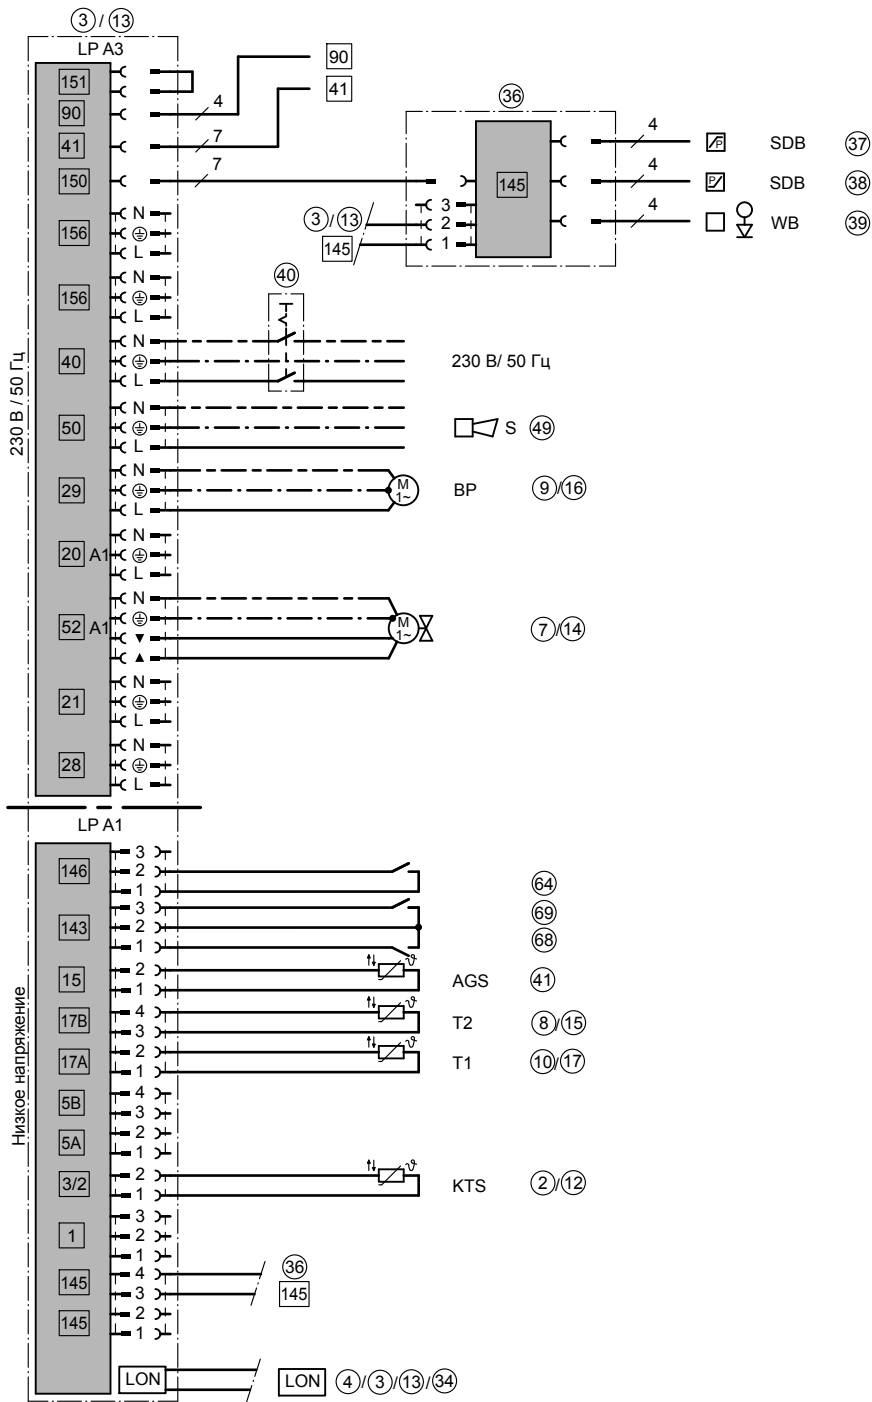 3 / 13
LP A3
151
90
4
90
41
7
41
150
7
36
145
4
SDB
37
4
SDB
38
4
WB
39
3
2
1
3 / 13
145
230 В / 50 Гц
156
N
L
156
N
L
40
40
N
L
230 В/ 50 Гц
50
N
L
S
49
29
N
L
M
1~
BP
9/16
20 A1
N
L
52 A1
N
▼
▲
M
1~
7/14
21
N
L
28
N
L
LP A1
Низкое напряжение
146
3
2
1
64
143
3
2
1
69
68
15
2
1
ϑ
AGS
41
17B
4
3
ϑ
T2
8/15
17A
2
1
ϑ
T1
10/17
5B
4
3
5A
2
1
3/2
2
1
ϑ
KTS
2/12
1
3
2
1
145
4
3
36
145
145
2
1
LON
LON
4/3/13/34